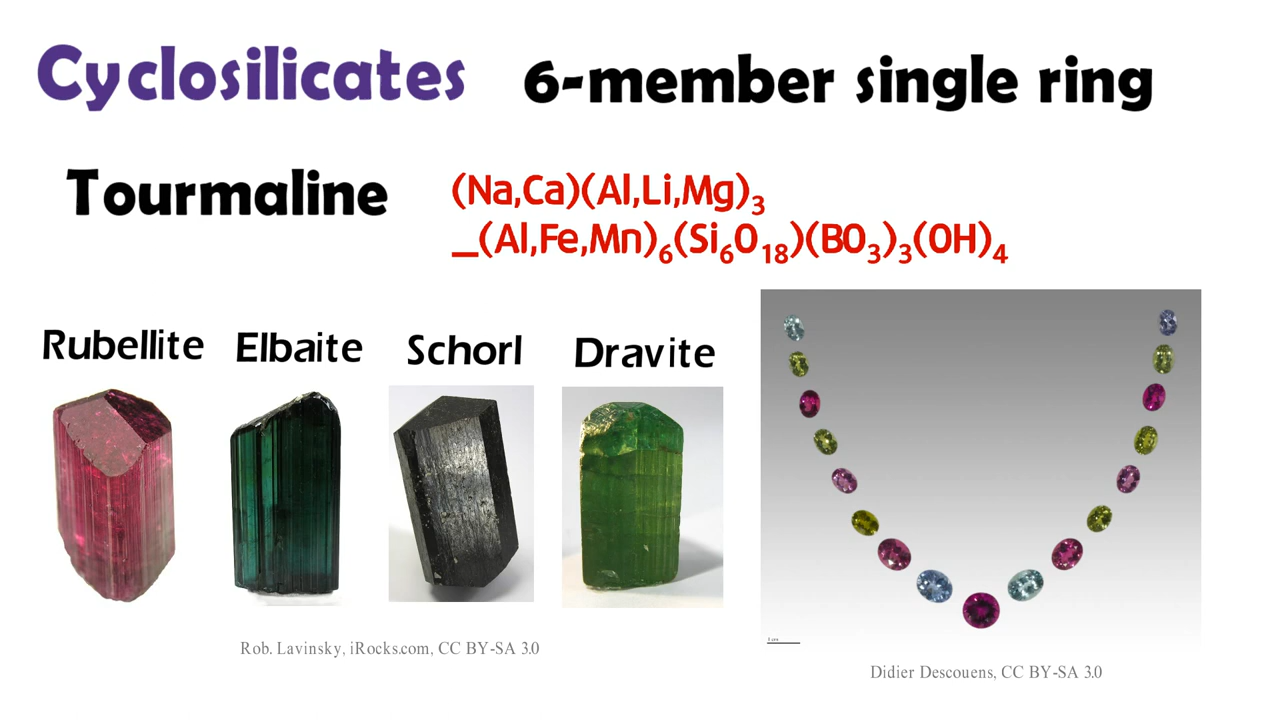 Cyclosilicates 6-member single ring
Tourmaline
(Na,Ca)(Al,Li,Mg)₃
_(Al,Fe,Mn)₆(Si₆O₁₈)(BO₃)₃(OH)₄
Rubellite Elbaite Schorl Dravite
Rob. Lavinsky, iRocks.com, CC BY-SA 3.0
Didier Descouens, CC BY-SA 3.0